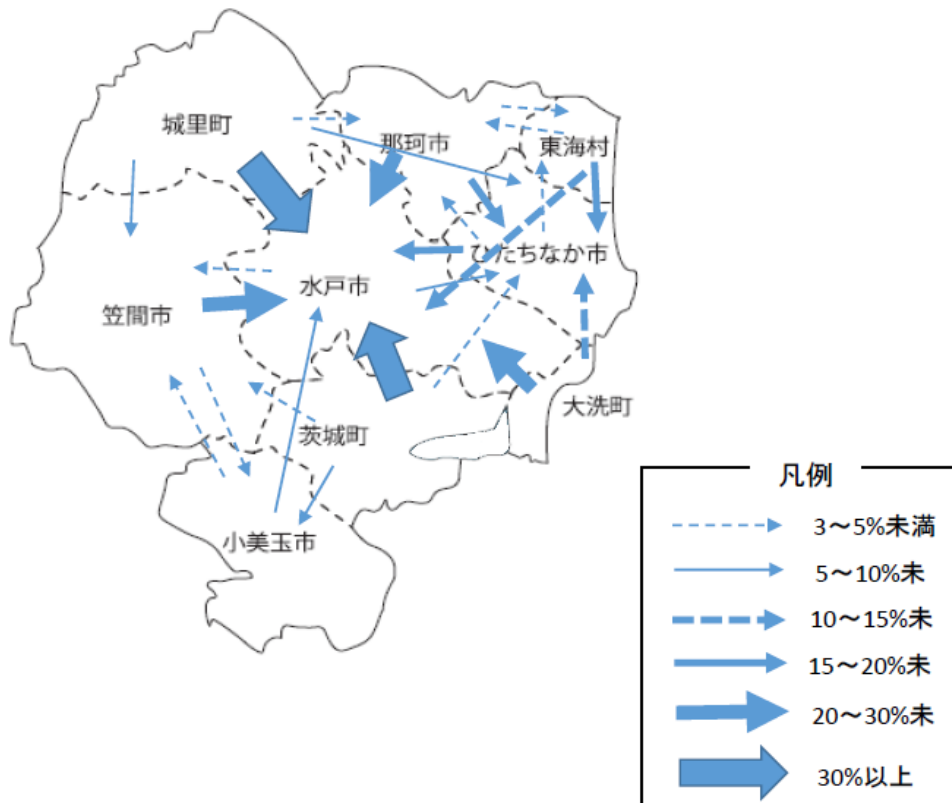 城里町
那珂市
東海村
ひたちなか市
水戸市
笠間市
大洗町
茨城町
小美玉市
凡例
3～5%未満
5～10%未
10～15%未
15～20%未
20～30%未
30%以上